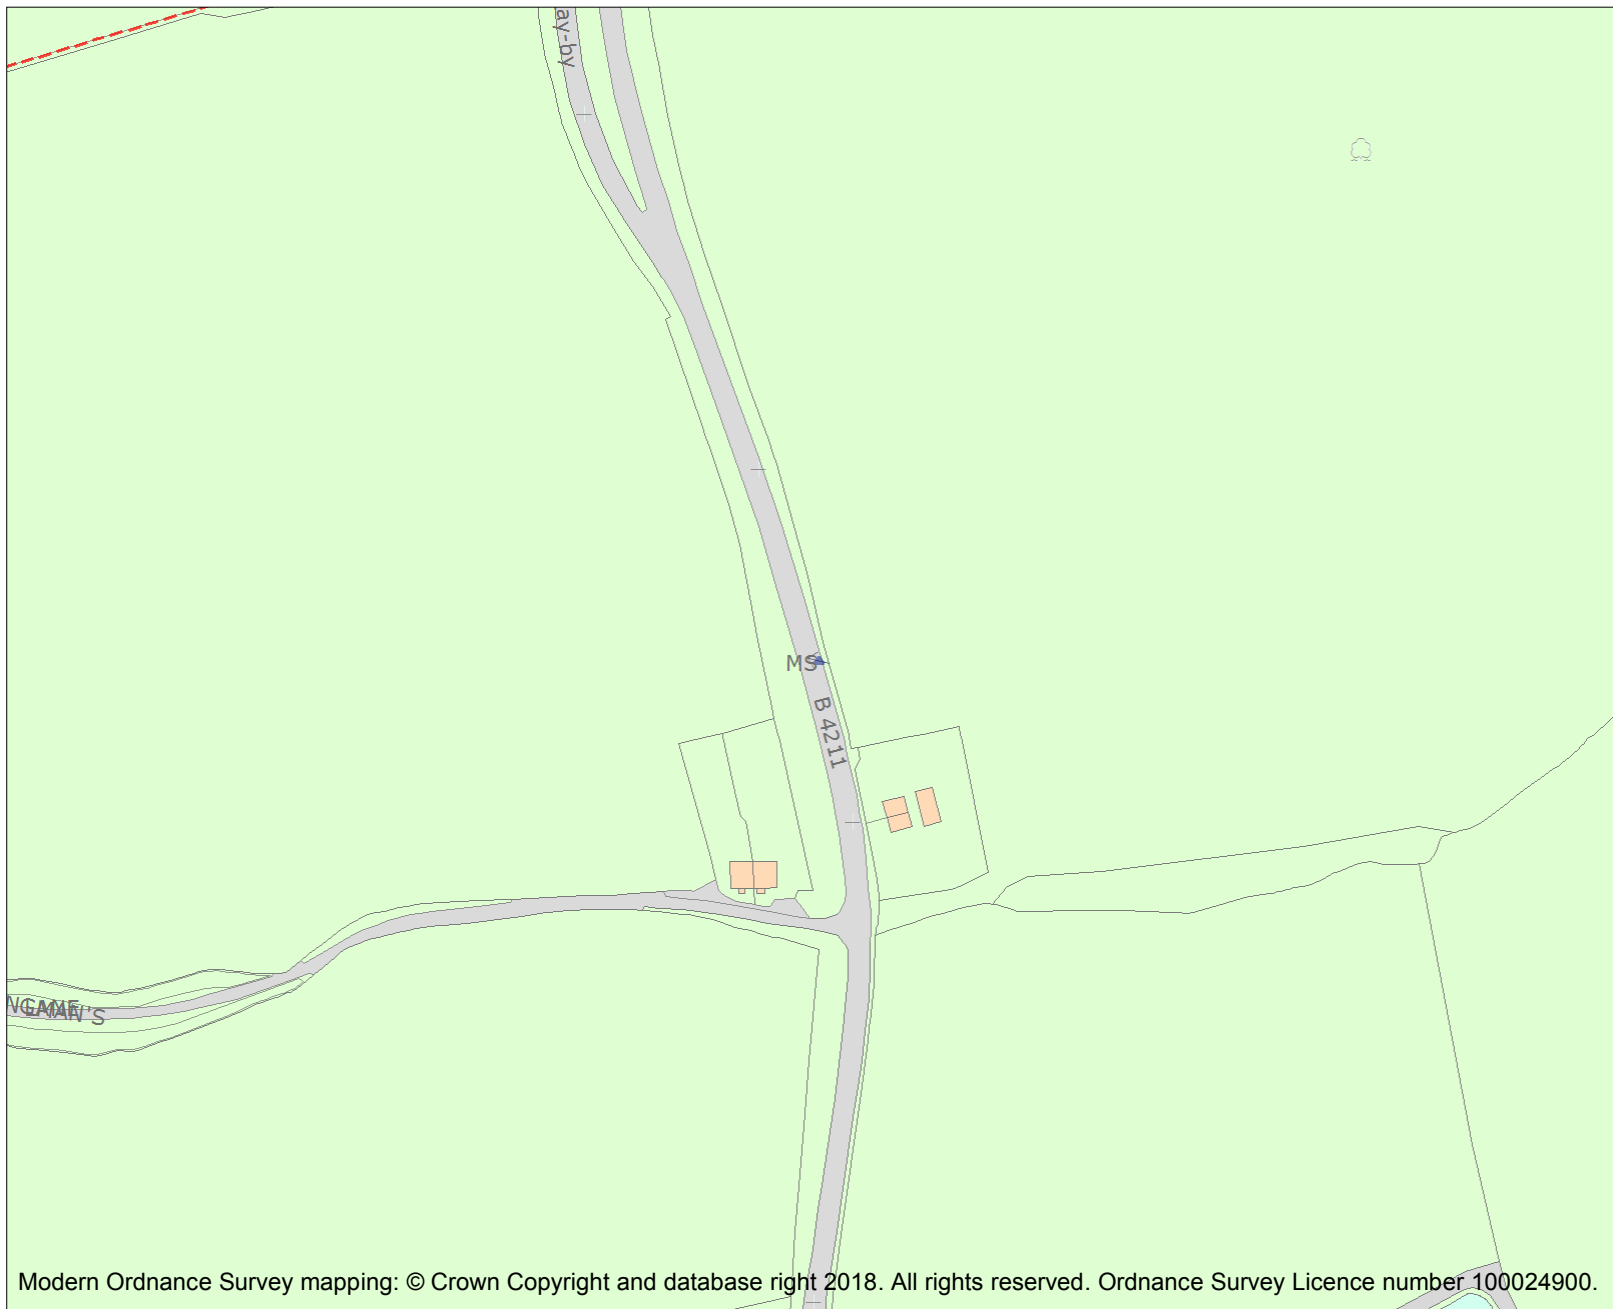 ay-by
MS
B 4211
LANE
Modern Ordnance Survey mapping: © Crown Copyright and database right 2018. All rights reserved. Ordnance Survey Licence number 100024900.